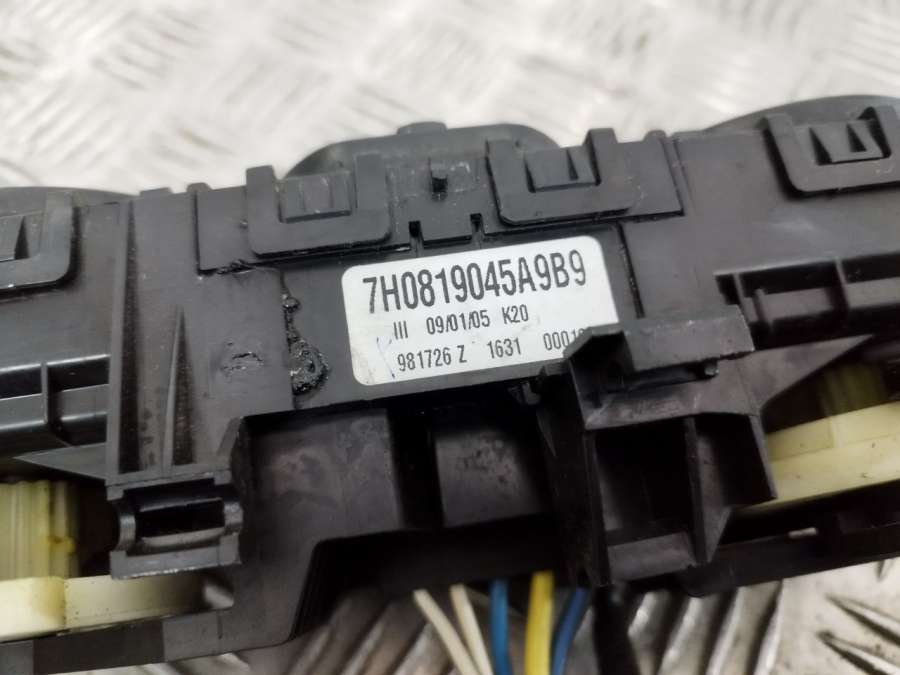 7H0819045A9B9
III 09/01/05 K20
981726 Z 1631